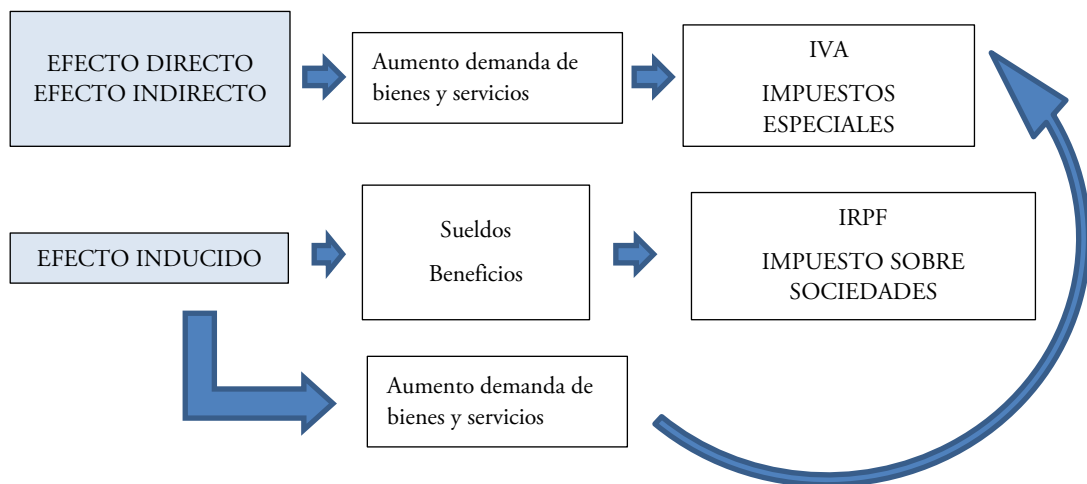 EFECTO DIRECTO
EFECTO INDIRECTO
Aumento demanda de
bienes y servicios
IVA
IMPUESTOS
ESPECIALES
EFECTO INDUCIDO
Sueldos
Beneficios
IRPF
IMPUESTO SOBRE
SOCIEDADES
Aumento demanda de
bienes y servicios